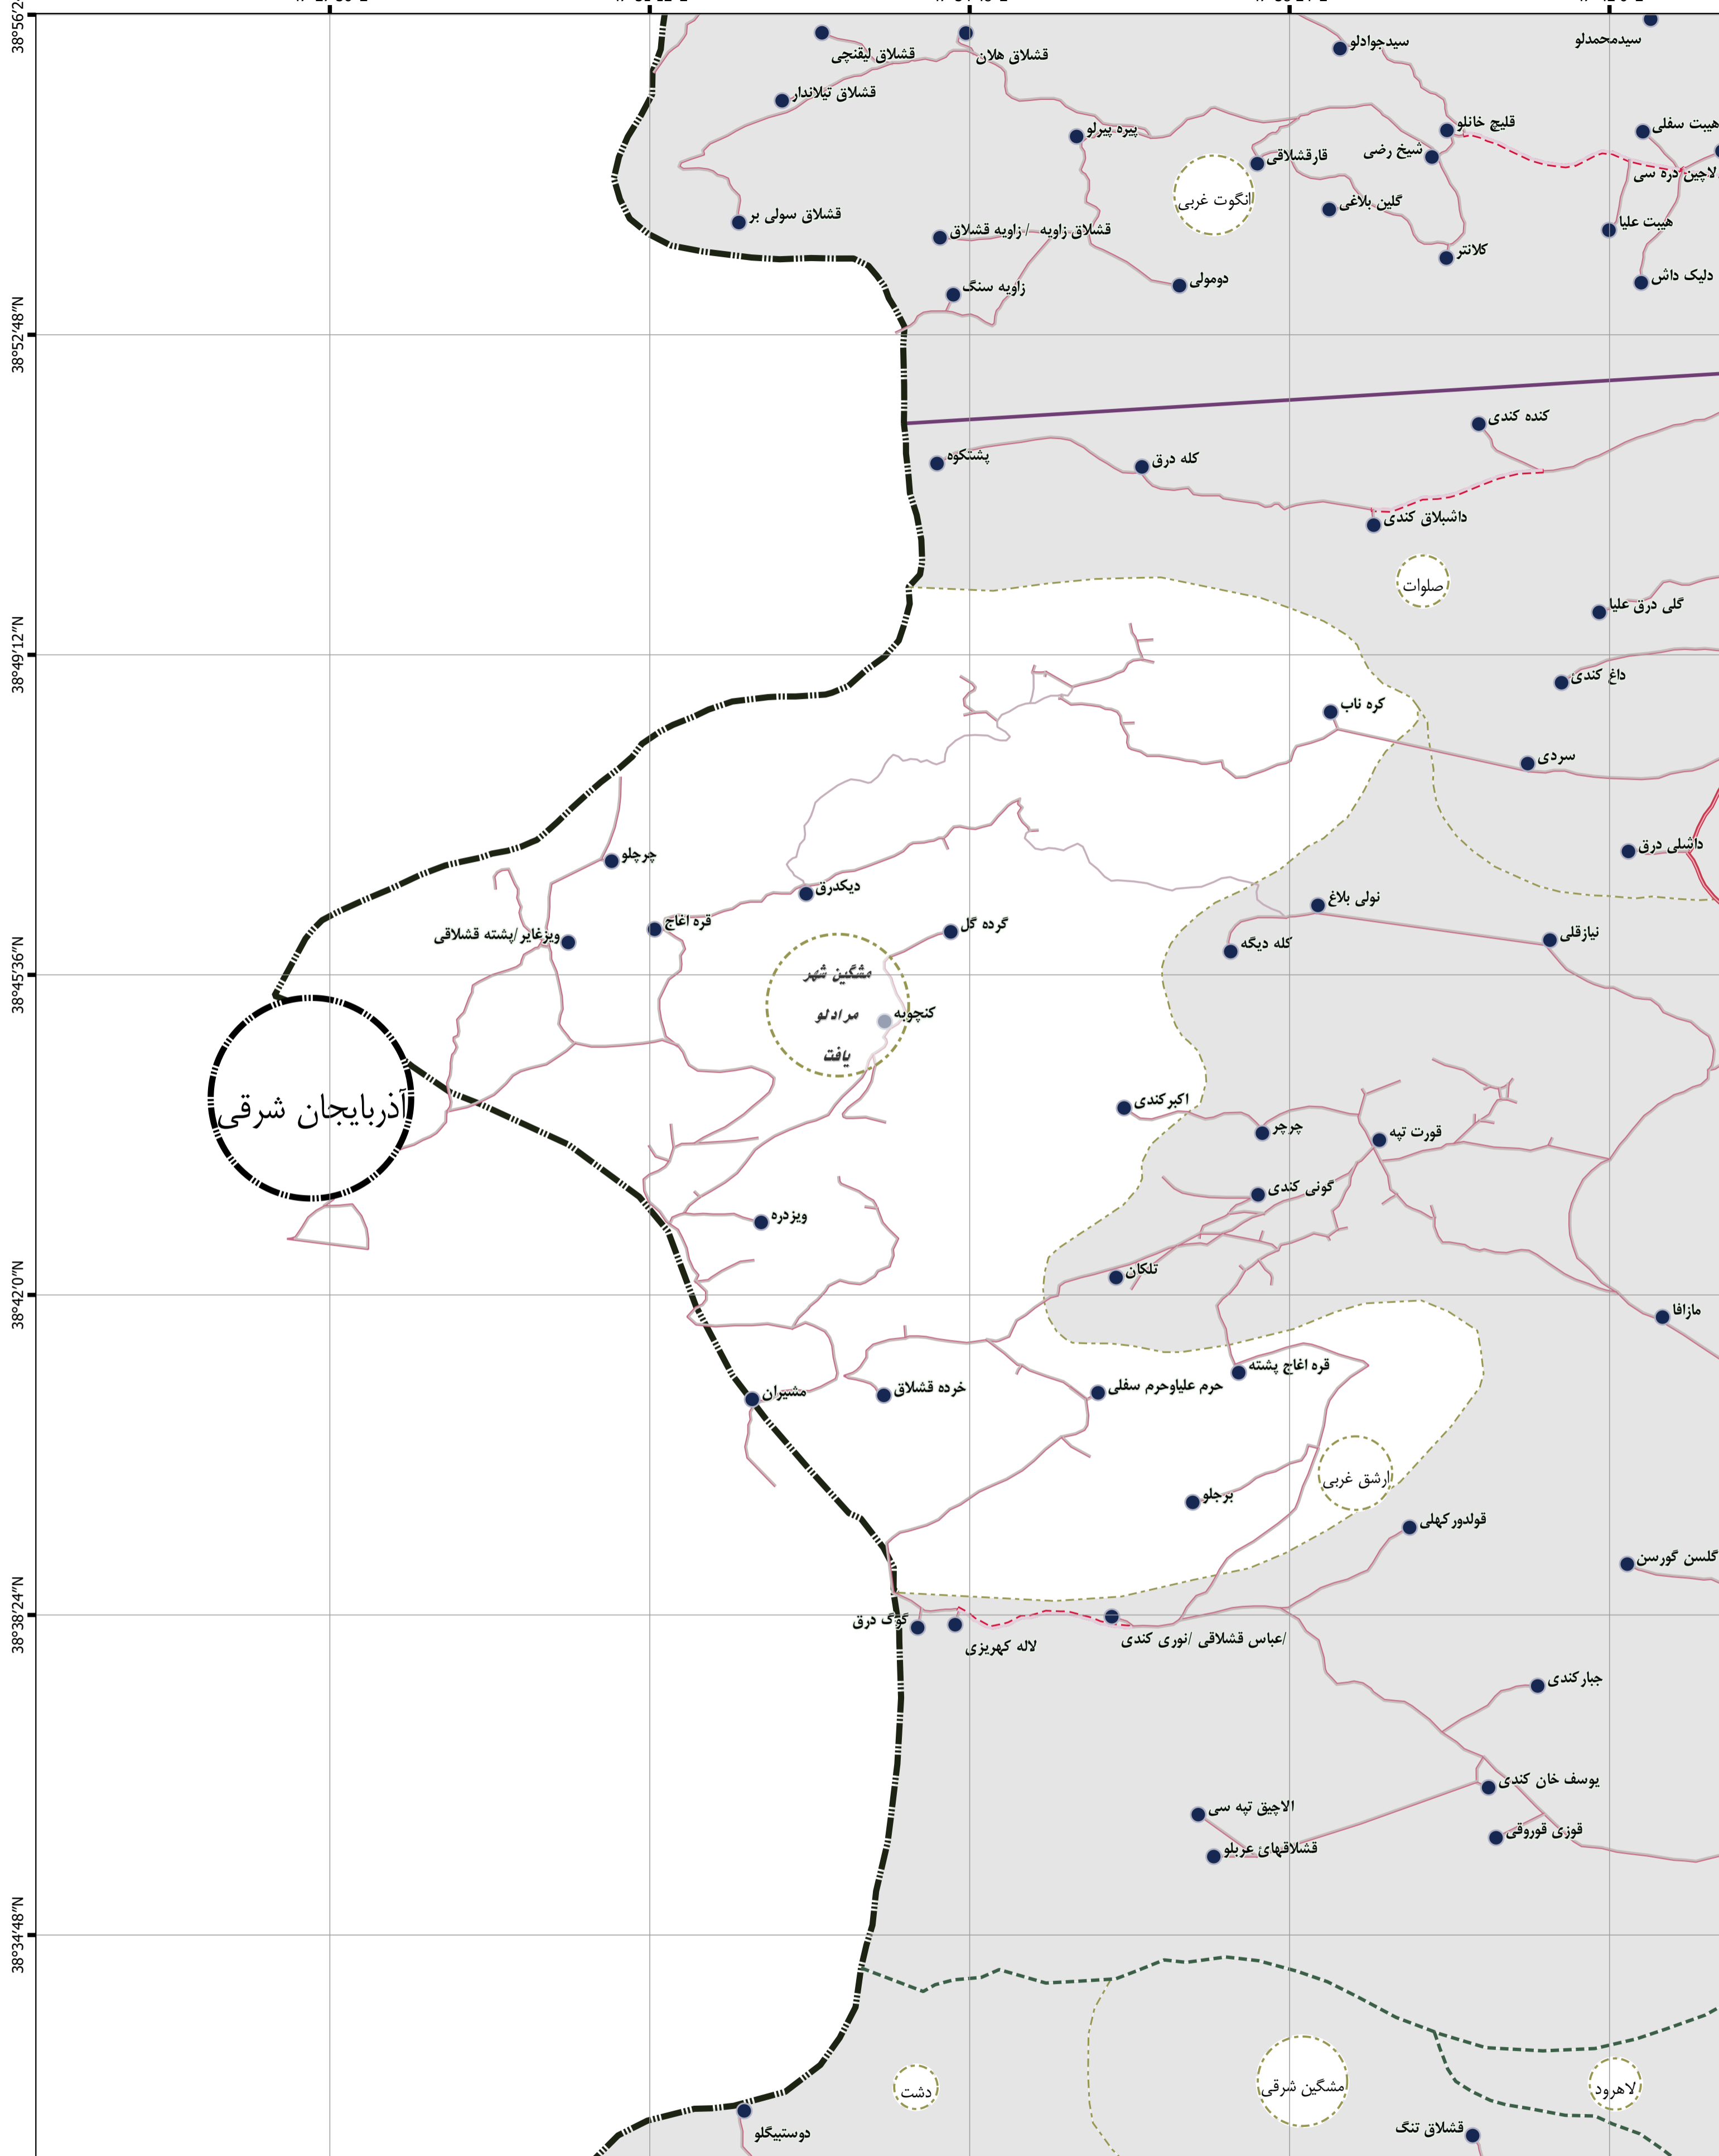 38°52'48"N
38°49'12"N
38°45'36"N
38°42'0"N
38°38'24"N
38°34'48"N
سیدمحمدلو
سیدجوادلو
قشلاق هلان
قشلاق لیقنچی
قشلاق تیلاندار
قلیچ خانلو
هیبت سفلی
پیره پیرلو
شیخ رضی
قارقشلاقی
لاچین دره سی
انگوت غربی
گلین بلاغی
قشلاق سولی بر
هیبت علیا
قشلاق زاویه /زاویه قشلاق
کلانتر
دلیک داش
دومولی
زاویه سنگ
کنده کندی
پشتکوه
کله درق
داشبلاق کندی
صلوات
گلی درق علیا
داغ کندی
کره ناب
سردی
داشلی درق
چرچلو
دیکدرق
نولی بلاغ
قره اغاج
گرده گل
نیازقلی
ویزغایر/پشته قشلاقی
کله دیگه
مشگین شهر
مرادلو
یافت
کنچوبه
اکبرکندی
آذربایجان شرقی
چرچر
قورت تپه
گونی کندی
ویزدره
تلکان
مازافا
قره اغاج پشته
مشیران
خرده قشلاق
حرم علیاوحرم سفلی
ارشق غربی
برجلو
قولدورکهلی
گلسن گورسن
گوگ درق
لاله کهریزی
عباس قشلاقی /نوری کندی/
جبارکندی
یوسف خان کندی
الاچیق تپه سی
قوزی قوروقی
قشلاقهای عربلو
دشت
مشگین شرقی
لاهرود
قشلاق تنگ
دوستبیگلو